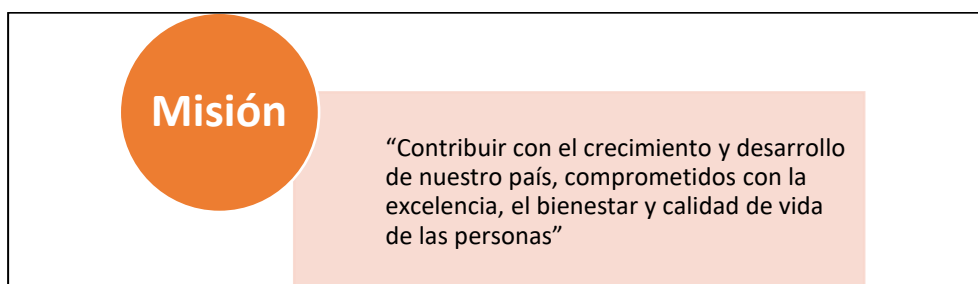 Misión
“Contribuir con el crecimiento y desarrollo
de nuestro país, comprometidos con la
excelencia, el bienestar y calidad de vida
de las personas”